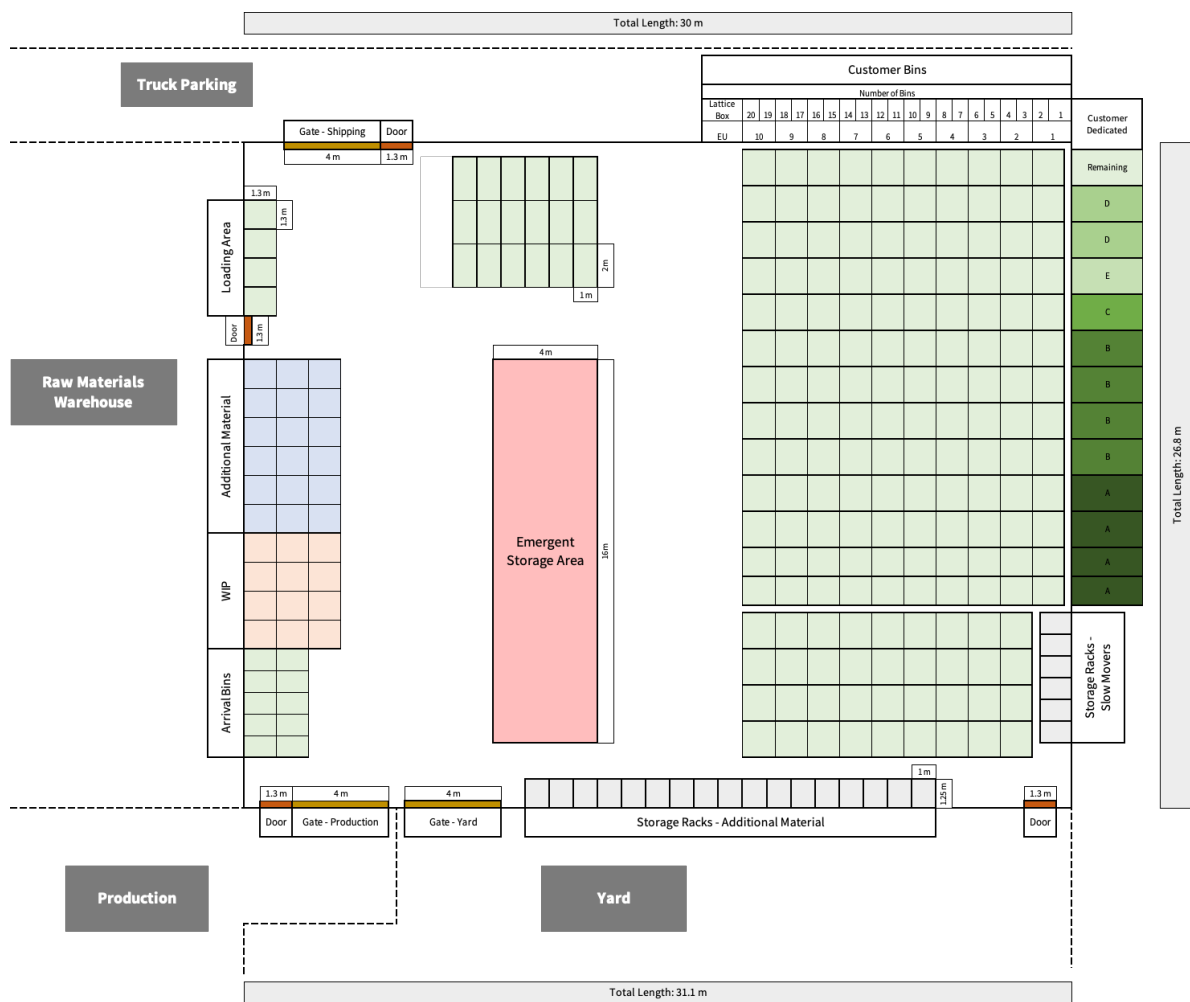 Total Length: 30 m
Truck Parking
Customer Bins
Number of Bins
Lattice Box 20 19 18 17 16 15 14 13 12 11 10 9 8 7 6 5 4 3 2 1
EU 10 9 8 7 6 5 4 3 2 1
Customer
Dedicated
Gate - Shipping Door
4 m 1.3 m
Remaining
1.3 m
1.3 m
Loading Area
D
D
2 m
1 m
E
C
Door
1.3 m
4 m
B
Raw Materials
Warehouse
Additional Material
B
B
B
Total Length: 26.8 m
A
A
Emergent
Storage Area
16m
WIP
A
A
Arrival Bins
Storage Racks -
Slow Movers
1 m
1.25 m
1.3 m 4 m 4 m 1.3 m
Door Gate - Production Gate - Yard Storage Racks - Additional Material Door
Production
Yard
Total Length: 31.1 m